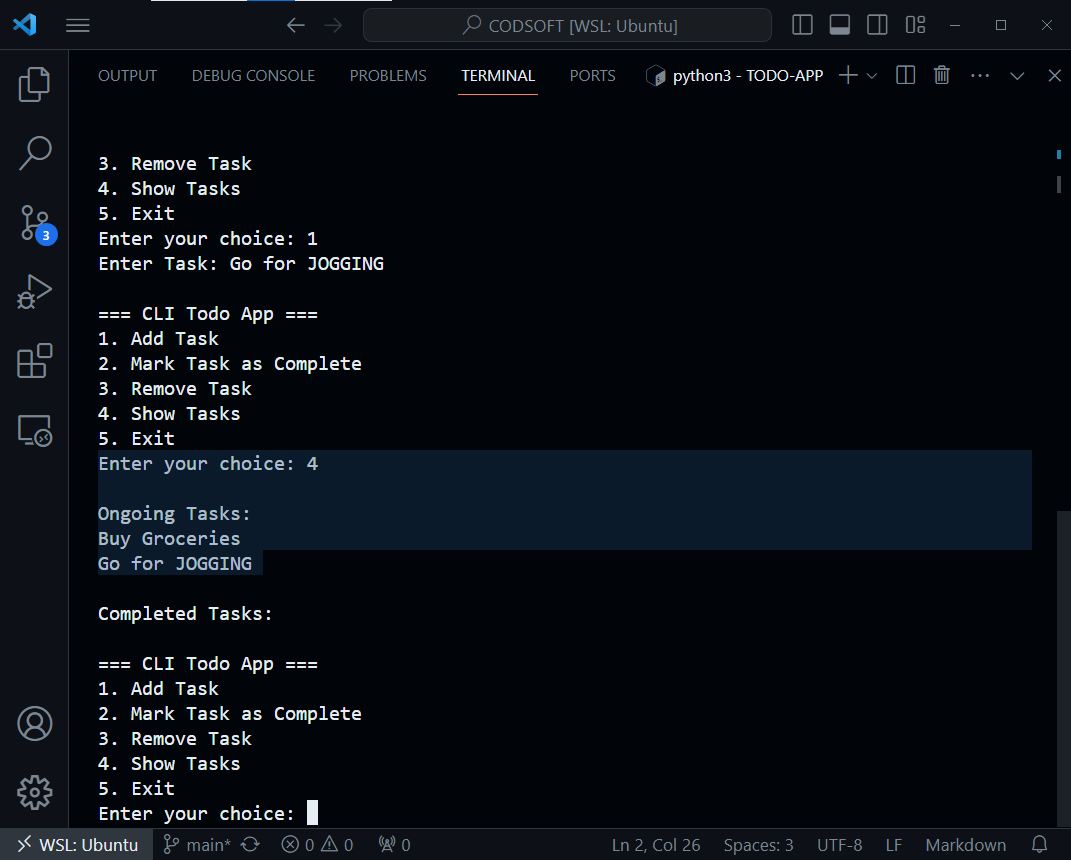 CODSOFT [WSL: Ubuntu]
OUTPUT DEBUG CONSOLE PROBLEMS TERMINAL PORTS python3 - TODO-APP
3. Remove Task
4. Show Tasks
5. Exit
Enter your choice: 1
Enter Task: Go for JOGGING
=== CLI Todo App ===
1. Add Task
2. Mark Task as Complete
3. Remove Task
4. Show Tasks
5. Exit
Enter your choice: 4
Ongoing Tasks:
Buy Groceries
Go for JOGGING
Completed Tasks:
=== CLI Todo App ===
1. Add Task
2. Mark Task as Complete
3. Remove Task
4. Show Tasks
5. Exit
Enter your choice:
3
WSL: Ubuntu main* 0 0 0 Ln 2, Col 26 Spaces: 3 UTF-8 LF Markdown